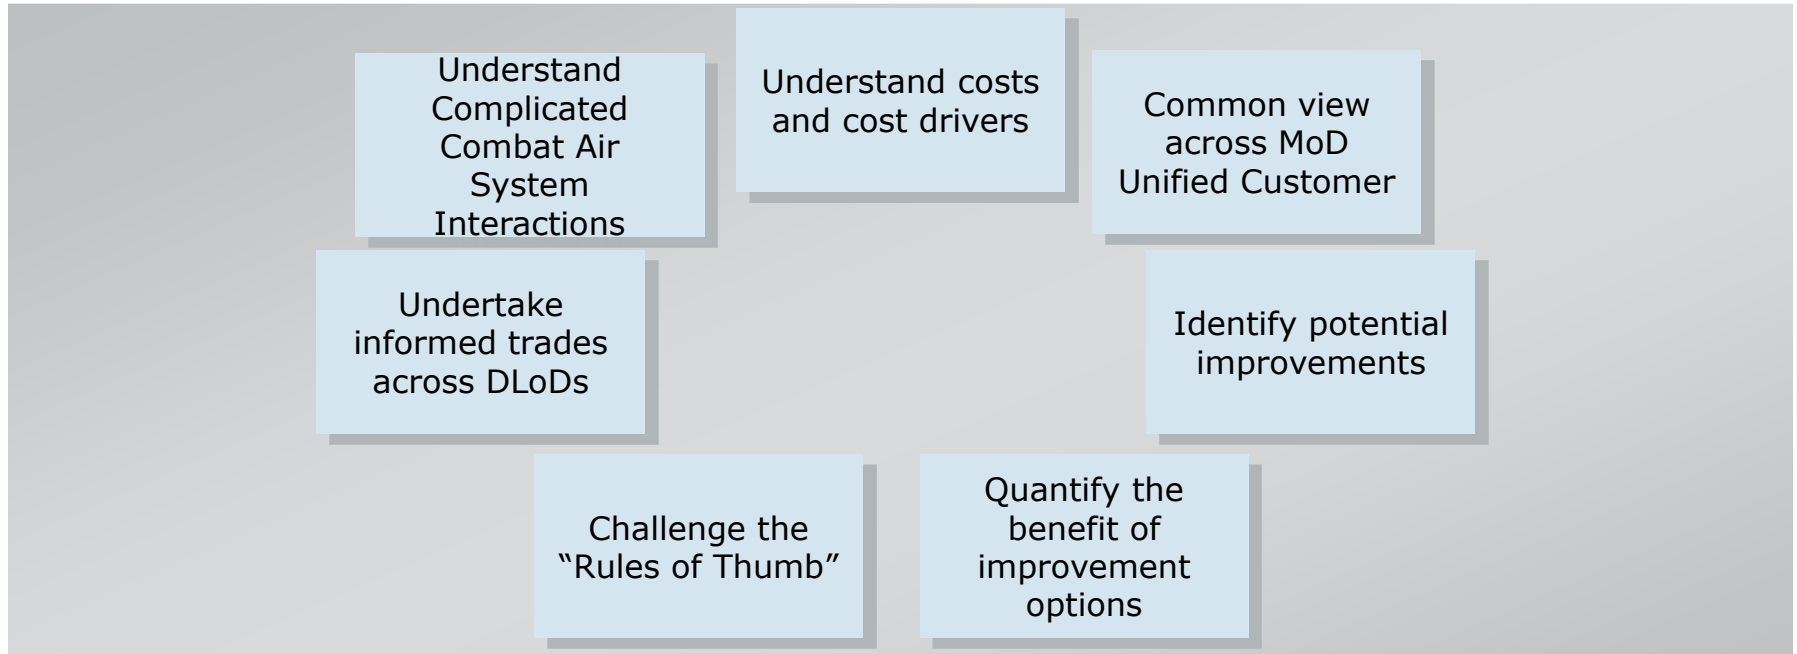 Understand
Complicated
Combat Air
System
Interactions
Understand costs
and cost drivers
Common view
across MoD
Unified Customer
Undertake
informed trades
across DLoDs
Identify potential
improvements
Challenge the
“Rules of Thumb”
Quantify the
benefit of
improvement
options